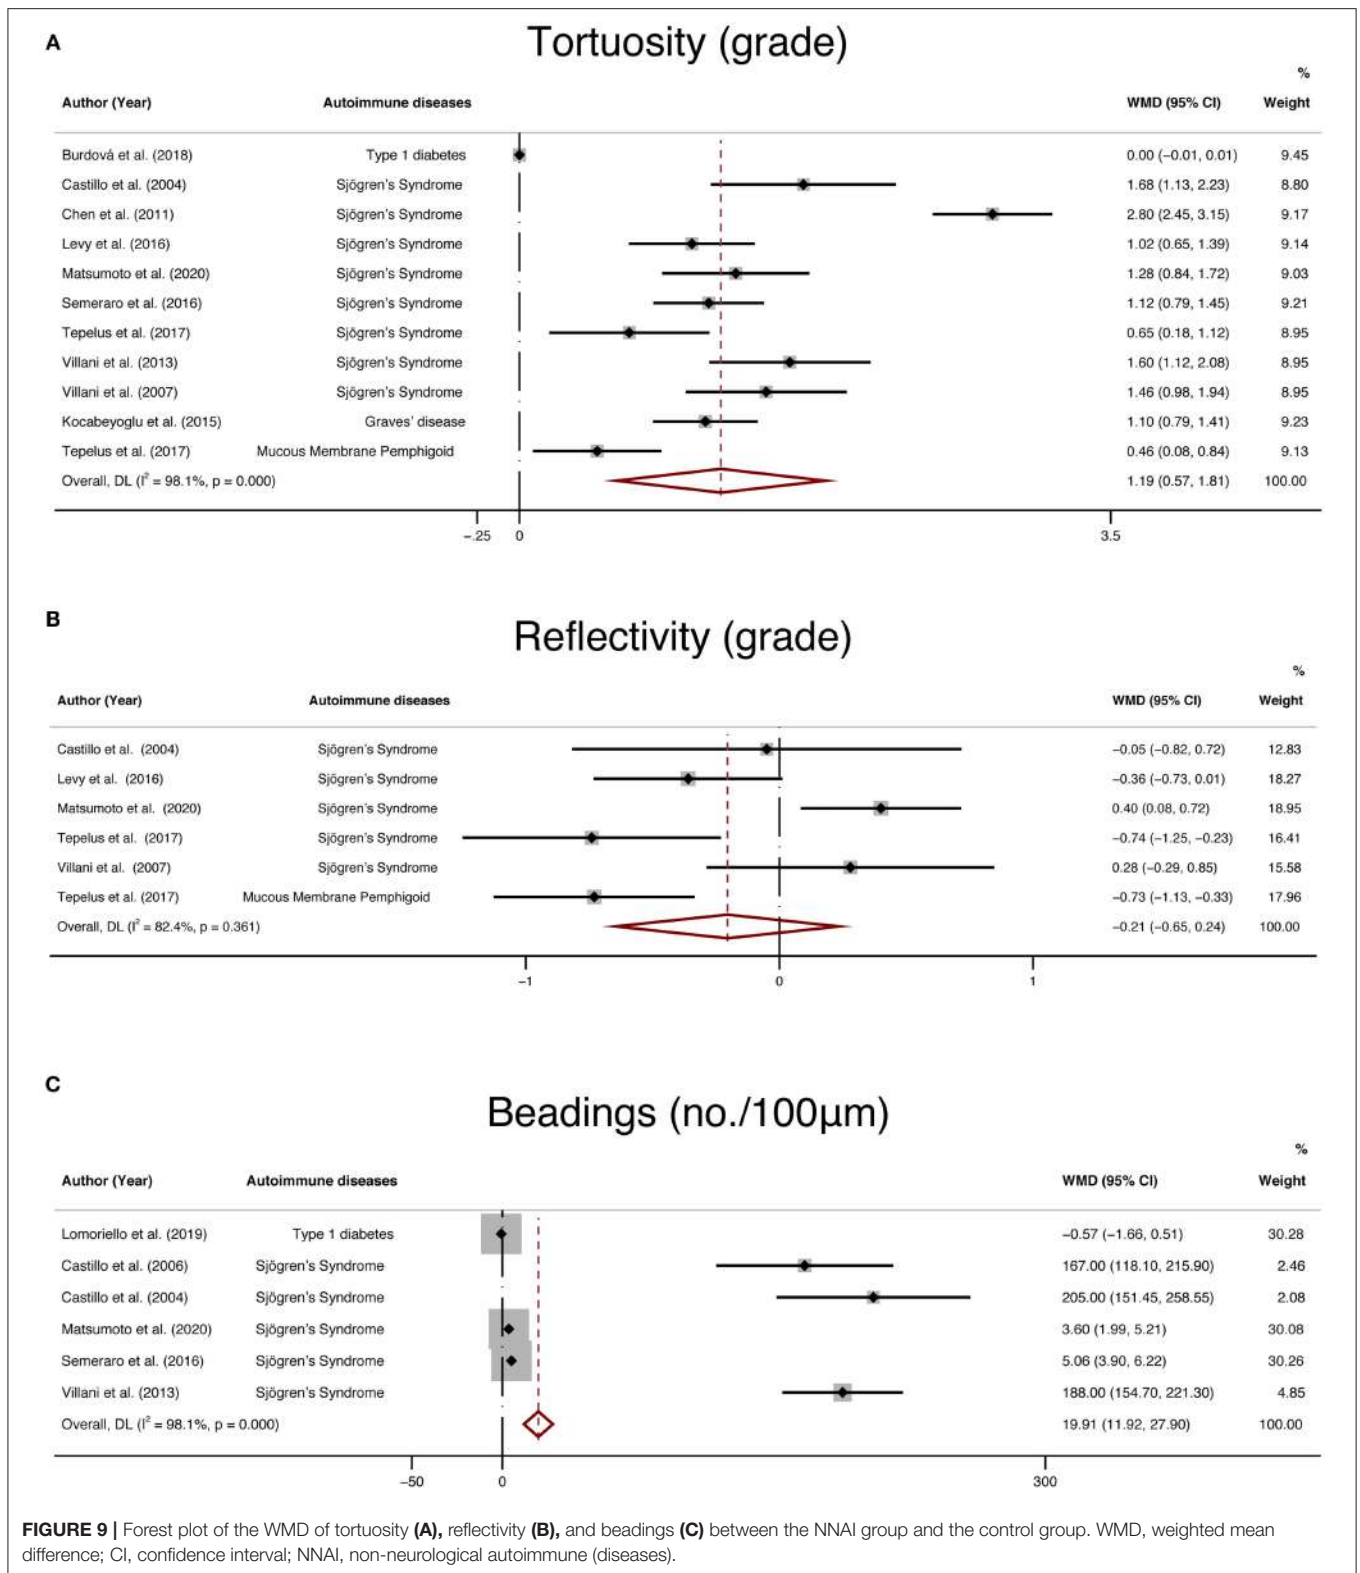 A
Tortuosity (grade)
%
Author (Year) Autoimmune diseases WMD (95% CI) Weight
Burdová et al. (2018) Type 1 diabetes 0.00 (−0.01, 0.01) 9.45
Castillo et al. (2004) Sjögren's Syndrome 1.68 (1.13, 2.23) 8.80
Chen et al. (2011) Sjögren's Syndrome 2.80 (2.45, 3.15) 9.17
Levy et al. (2016) Sjögren's Syndrome 1.02 (0.65, 1.39) 9.14
Matsumoto et al. (2020) Sjögren's Syndrome 1.28 (0.84, 1.72) 9.03
Semeraro et al. (2016) Sjögren's Syndrome 1.12 (0.79, 1.45) 9.21
Tepelus et al. (2017) Sjögren's Syndrome 0.65 (0.18, 1.12) 8.95
Villani et al. (2013) Sjögren's Syndrome 1.60 (1.12, 2.08) 8.95
Villani et al. (2007) Sjögren's Syndrome 1.46 (0.98, 1.94) 8.95
Kocabeyoglu et al. (2015) Graves' disease 1.10 (0.79, 1.41) 9.23
Tepelus et al. (2017) Mucous Membrane Pemphigoid 0.46 (0.08, 0.84) 9.13
Overall, DL (I² = 98.1%, p = 0.000) 1.19 (0.57, 1.81) 100.00
−.25 0 3.5
B
Reflectivity (grade)
%
Author (Year) Autoimmune diseases WMD (95% CI) Weight
Castillo et al. (2004) Sjögren's Syndrome −0.05 (−0.82, 0.72) 12.83
Levy et al. (2016) Sjögren's Syndrome −0.36 (−0.73, 0.01) 18.27
Matsumoto et al. (2020) Sjögren's Syndrome 0.40 (0.08, 0.72) 18.95
Tepelus et al. (2017) Sjögren's Syndrome −0.74 (−1.25, −0.23) 16.41
Villani et al. (2007) Sjögren's Syndrome 0.28 (−0.29, 0.85) 15.58
Tepelus et al. (2017) Mucous Membrane Pemphigoid −0.73 (−1.13, −0.33) 17.96
Overall, DL (I² = 82.4%, p = 0.361) −0.21 (−0.65, 0.24) 100.00
−1 0 1
C
Beadings (no./100µm)
%
Author (Year) Autoimmune diseases WMD (95% CI) Weight
Lomoriello et al. (2019) Type 1 diabetes −0.57 (−1.66, 0.51) 30.28
Castillo et al. (2006) Sjögren's Syndrome 167.00 (118.10, 215.90) 2.46
Castillo et al. (2004) Sjögren's Syndrome 205.00 (151.45, 258.55) 2.08
Matsumoto et al. (2020) Sjögren's Syndrome 3.60 (1.99, 5.21) 30.08
Semeraro et al. (2016) Sjögren's Syndrome 5.06 (3.90, 6.22) 30.26
Villani et al. (2013) Sjögren's Syndrome 188.00 (154.70, 221.30) 4.85
Overall, DL (I² = 98.1%, p = 0.000) 19.91 (11.92, 27.90) 100.00
−50 0 300
FIGURE 9 | Forest plot of the WMD of tortuosity (A), reflectivity (B), and beadings (C) between the NNAI group and the control group. WMD, weighted mean
difference; CI, confidence interval; NNAI, non-neurological autoimmune (diseases).